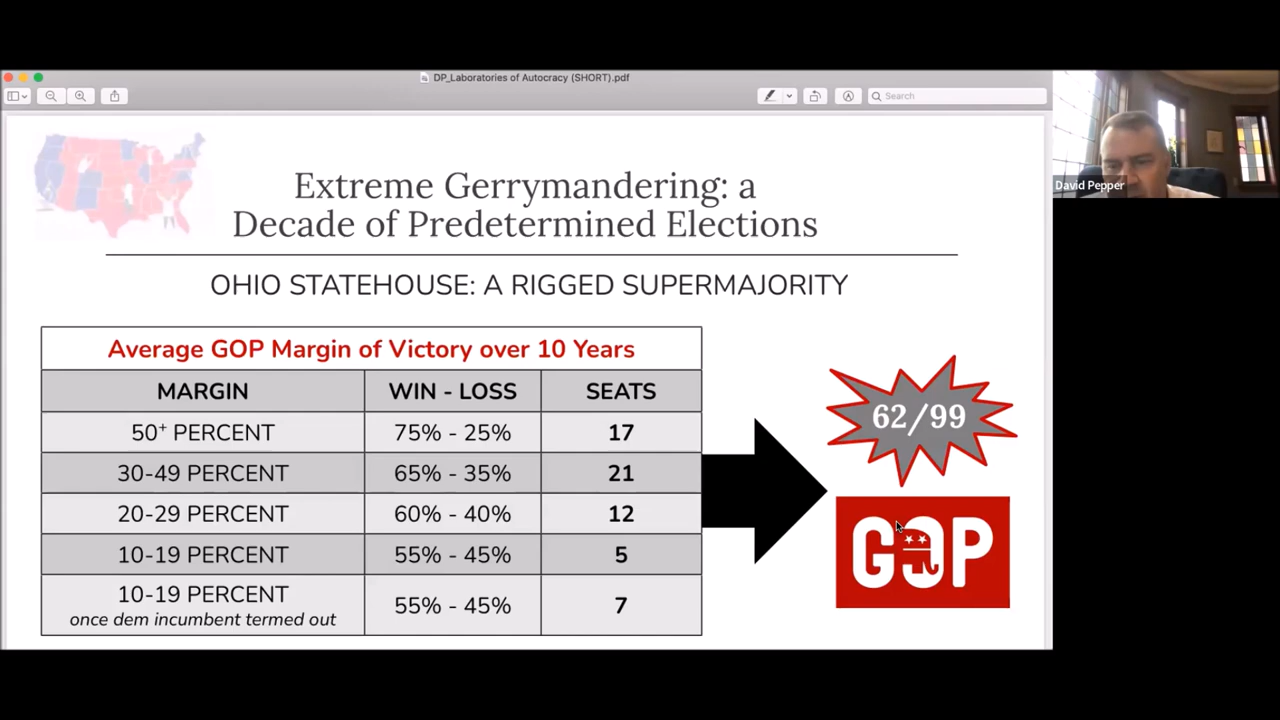 DP_Laboratories of Autocracy (SHORT).pdf
Search
David Pepper
Extreme Gerrymandering: a
Decade of Predetermined Elections
OHIO STATEHOUSE: A RIGGED SUPERMAJORITY
Average GOP Margin of Victory over 10 Years
MARGIN WIN - LOSS SEATS
50⁺ PERCENT 75% - 25% 17
30-49 PERCENT 65% - 35% 21
20-29 PERCENT 60% - 40% 12
10-19 PERCENT 55% - 45% 5
10-19 PERCENT
once dem incumbent termed out 55% - 45% 7
62/99
GOP